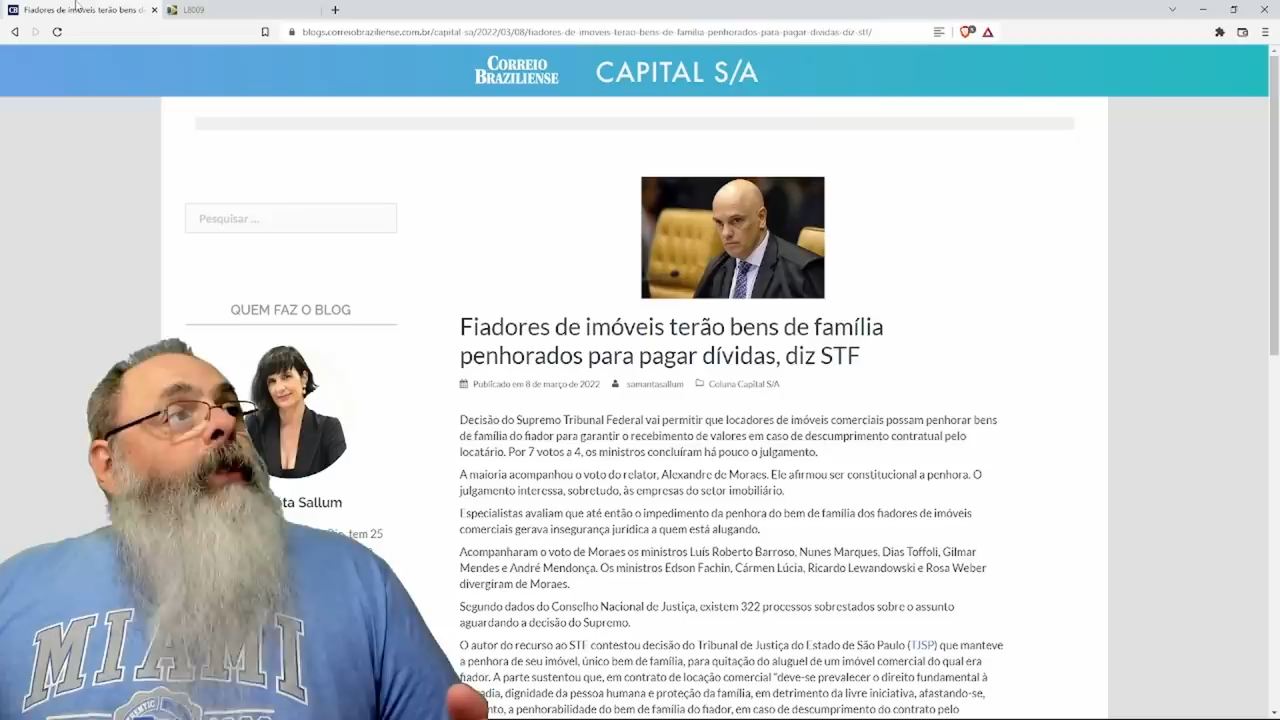 Fiadores de imóveis terão bens de
L8009
blogs.correiobraziliense.com.br/capital-sa/2022/03/08/fiadores-de-imoveis-terao-bens-de-familia-penhorados-para-pagar-dividas-diz-stf/
CORREIO
BRAZILIENSE
CAPITAL S/A
Pesquisar ...
QUEM FAZ O BLOG
Sallum
tem 25
Fiadores de imóveis terão bens de família
penhorados para pagar dívidas, diz STF
Publicado em 8 de março de 2022 samantasallum Coluna Capital S/A
Decisão do Supremo Tribunal Federal vai permitir que locadores de imóveis comerciais possam penhorar bens
de família do fiador para garantir o recebimento de valores em caso de descumprimento contratual pelo
locatário. Por 7 votos a 4, os ministros concluíram há pouco o julgamento.
A maioria acompanhou o voto do relator, Alexandre de Moraes. Ele afirmou ser constitucional a penhora. O
julgamento interessa, sobretudo, às empresas do setor imobiliário.
Especialistas avaliam que até então o impedimento da penhora do bem de família dos fiadores de imóveis
comerciais gerava insegurança jurídica a quem está alugando.
Acompanharam o voto de Moraes os ministros Luís Roberto Barroso, Nunes Marques, Dias Toffoli, Gilmar
Mendes e André Mendonça. Os ministros Edson Fachin, Cármen Lúcia, Ricardo Lewandowski e Rosa Weber
divergiram de Moraes.
Segundo dados do Conselho Nacional de Justiça, existem 322 processos sobrestados sobre o assunto
aguardando a decisão do Supremo.
O autor do recurso ao STF contestou decisão do Tribunal de Justiça do Estado de São Paulo (TJSP) que manteve
a penhora de seu imóvel, único bem de família, para quitação do aluguel de um imóvel comercial do qual era
fiador. A parte sustentou que, em contrato de locação comercial "deve-se prevalecer o direito fundamental à
dignidade da pessoa humana e proteção da família, em detrimento da livre iniciativa, afastando-se,
a penhorabilidade do bem de família do fiador, em caso de descumprimento do contrato pelo
MIAMI